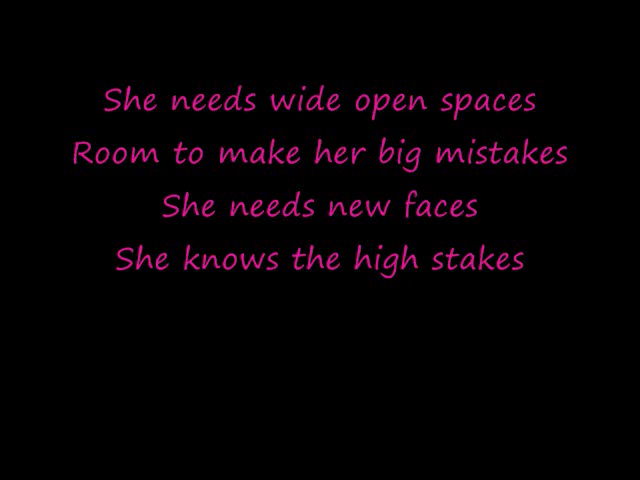 She needs wide open spaces
Room to make her big mistakes
She needs new faces
She knows the high stakes